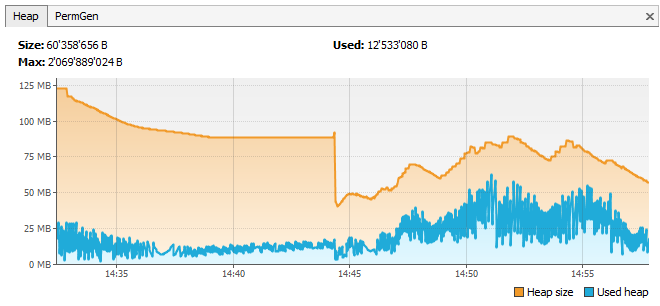 Heap PermGen
Size: 60'358'656 B Used: 12'533'080 B
Max: 2'069'889'024 B
125 MB
100 MB
75 MB
50 MB
25 MB
0 MB
14:35 14:40 14:45 14:50 14:55
Heap size Used heap